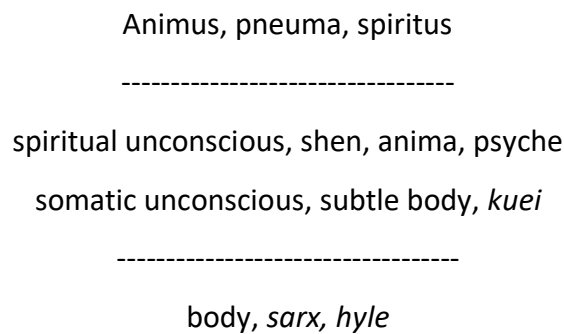 Animus, pneuma, spiritus
---------------------------------
spiritual unconscious, shen, anima, psyche
somatic unconscious, subtle body, kuei
----------------------------------
body, sarx, hyle